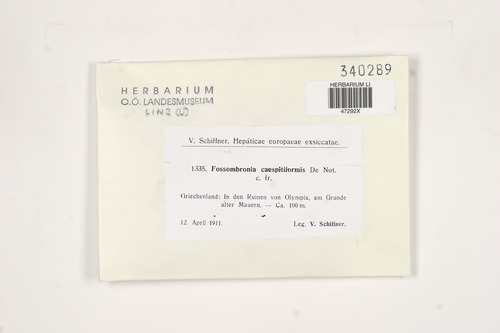 340289
HERBARIUM LI
47292X
HERBARIUM
O.Ö. LANDESMUSEUM
LINZ (Ü)
V. Schiffner, Hepaticae europaeae exsiccatae.
1335. Fossombronia caespitiformis De Not.
c. fr.
Griechenland: In den Ruinen von Olympia, am Grunde
alter Mauern. — Ca. 100 m.
12. April 1911.
Leg. V. Schiffner.